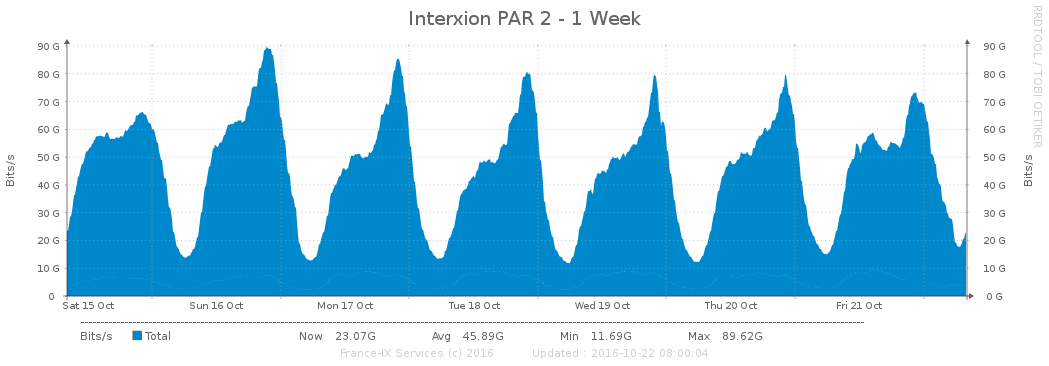 Interxion PAR 2 - 1 Week
RRDTOOL / TOBI OETIKER
Bits/s
90 G
80 G
70 G
60 G
50 G
40 G
30 G
20 G
10 G
0
90 G
80 G
70 G
60 G
50 G
40 G
30 G
20 G
10 G
0 G
Bits/s
Sat 15 Oct Sun 16 Oct Mon 17 Oct Tue 18 Oct Wed 19 Oct Thu 20 Oct Fri 21 Oct
Bits/s Total Now 23.07G Avg 45.89G Min 11.69G Max 89.62G
France-IX Services (c) 2016 Updated : 2016-10-22 08:00:04